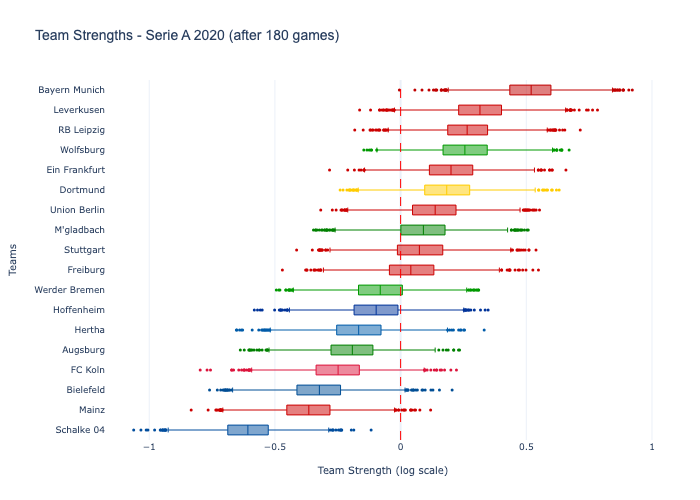 Team Strengths - Serie A 2020 (after 180 games)
Bayern Munich
Leverkusen
RB Leipzig
Wolfsburg
Ein Frankfurt
Dortmund
Union Berlin
M'gladbach
Stuttgart
Freiburg
Werder Bremen
Hoffenheim
Hertha
Augsburg
FC Koln
Bielefeld
Mainz
Schalke 04
Teams
−1 −0.5 0 0.5 1
Team Strength (log scale)